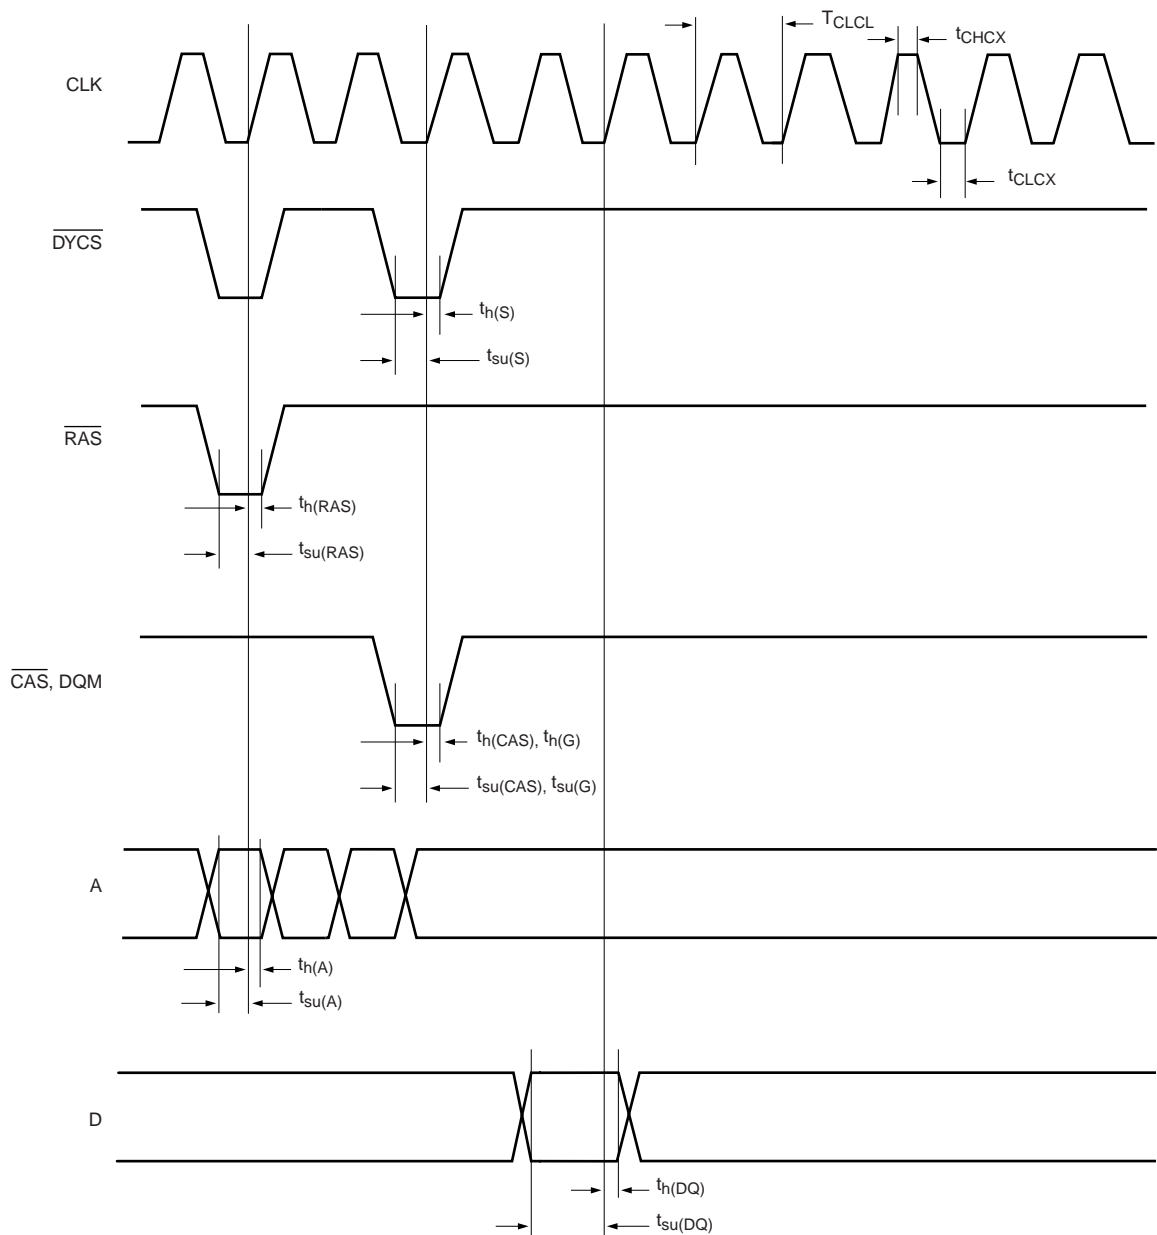 T_CLCL
t_CHCX
CLK
t_CLCX
DYCS
t_h(S)
t_su(S)
RAS
t_h(RAS)
t_su(RAS)
CAS, DQM
t_h(CAS), t_h(G)
t_su(CAS), t_su(G)
A
t_h(A)
t_su(A)
D
t_h(DQ)
t_su(DQ)